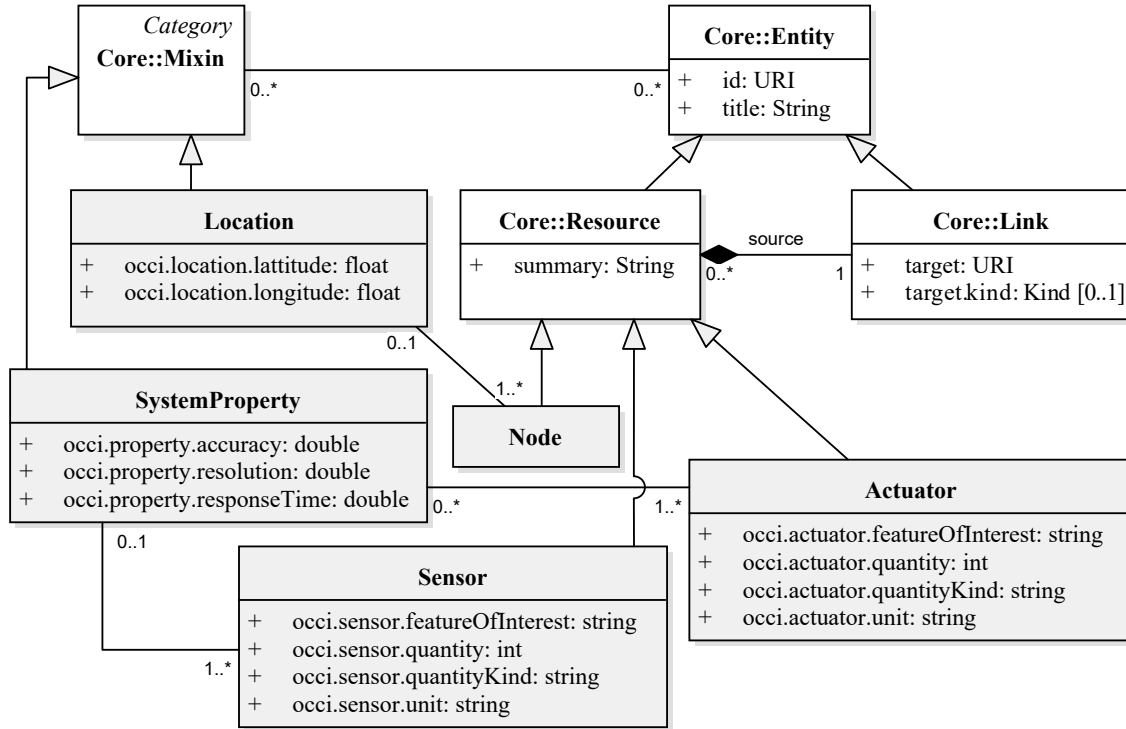 Category
Core::Mixin
0..*
0..*
Core::Entity
+ id: URI
+ title: String
Location
+ occi.location.lattitude: float
+ occi.location.longitude: float
0..1
Core::Resource
+ summary: String
source
0..*
1
Core::Link
+ target: URI
+ target.kind: Kind [0..1]
1..*
Node
SystemProperty
+ occi.property.accuracy: double
+ occi.property.resolution: double
+ occi.property.responseTime: double
0..*
1..*
0..1
Actuator
+ occi.actuator.featureOfInterest: string
+ occi.actuator.quantity: int
+ occi.actuator.quantityKind: string
+ occi.actuator.unit: string
1..*
Sensor
+ occi.sensor.featureOfInterest: string
+ occi.sensor.quantity: int
+ occi.sensor.quantityKind: string
+ occi.sensor.unit: string